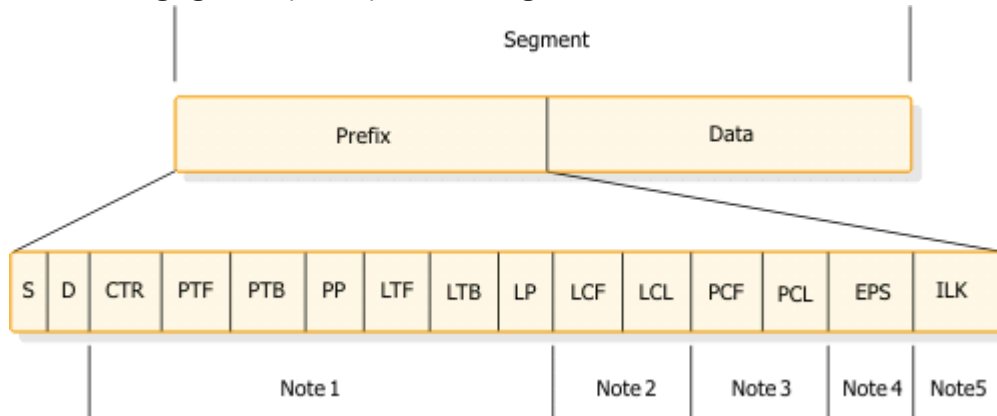 Segment
Prefix Data
S D CTR PTF PTB PP LTF LTB LP LCF LCL PCF PCL EPS ILK
Note 1 Note 2 Note 3 Note 4 Note5